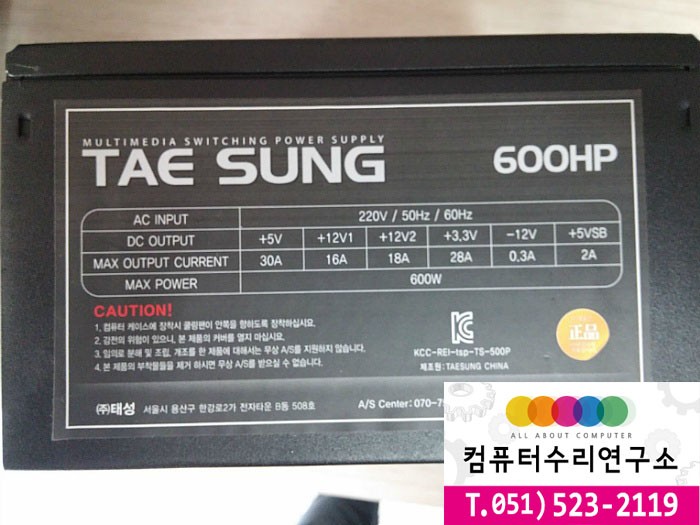 MULTIMEDIA SWITCHING POWER SUPPLY
TAE SUNG 600HP
AC INPUT 220V / 50Hz / 60Hz
DC OUTPUT +5V +12V1 +12V2 +3,3V -12V +5VSB
MAX OUTPUT CURRENT 30A 16A 18A 28A 0,3A 2A
MAX POWER 600W
CAUTION!
1. 컴퓨터 케이스에 장착시 쿨링팬이 안쪽을 향하도록 장착하십시요.
2. 감전의 위험이 있으니, 본 제품의 커버를 열지 마십시요.
3. 임의로 분해 및 조립, 개조를 한 제품에 대해서는 무상 A/S를 지원하지 않습니다.
4. 본 제품의 부착물들을 제거 하시면 무상 A/S를 받으실 수 없습니다.
KCC-REI-tsp-TS-500P
제조원: TAESUNG CHINA
正品
(주)태성 서울시 용산구 한강로2가 전자타운 B동 508호 A/S Center: 070-
ALL ABOUT COMPUTER
컴퓨터수리연구소
T.051) 523-2119